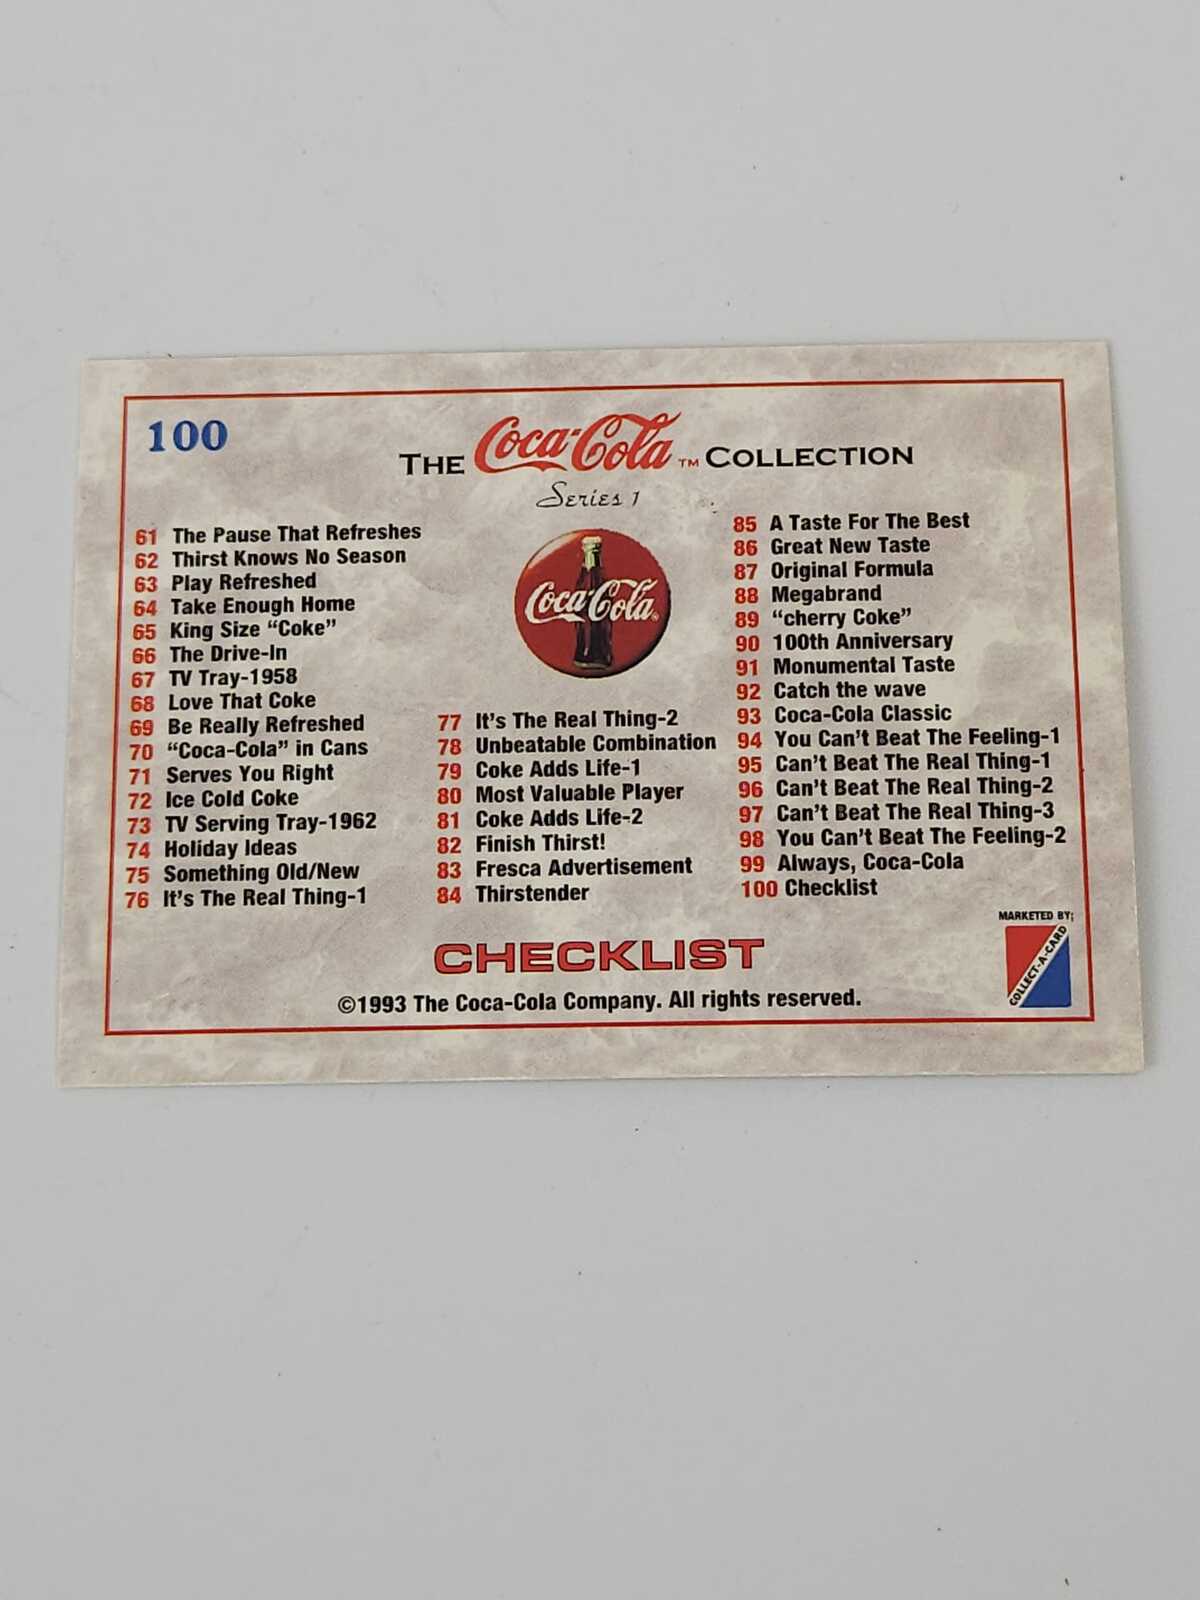 100
THE Coca-Cola ™ COLLECTION
Series 1
61 The Pause That Refreshes
62 Thirst Knows No Season
63 Play Refreshed
64 Take Enough Home
65 King Size “Coke”
66 The Drive-In
67 TV Tray-1958
68 Love That Coke
69 Be Really Refreshed
70 “Coca-Cola” in Cans
71 Serves You Right
72 Ice Cold Coke
73 TV Serving Tray-1962
74 Holiday Ideas
75 Something Old/New
76 It's The Real Thing-1
Coca-Cola®
77 It's The Real Thing-2
78 Unbeatable Combination
79 Coke Adds Life-1
80 Most Valuable Player
81 Coke Adds Life-2
82 Finish Thirst!
83 Fresca Advertisement
84 Thirstender
85 A Taste For The Best
86 Great New Taste
87 Original Formula
88 Megabrand
89 “cherry Coke”
90 100th Anniversary
91 Monumental Taste
92 Catch the wave
93 Coca-Cola Classic
94 You Can't Beat The Feeling-1
95 Can't Beat The Real Thing-1
96 Can't Beat The Real Thing-2
97 Can't Beat The Real Thing-3
98 You Can't Beat The Feeling-2
99 Always, Coca-Cola
100 Checklist
MARKETED BY;
COLLECT-A-CARD
CHECKLIST
©1993 The Coca-Cola Company. All rights reserved.